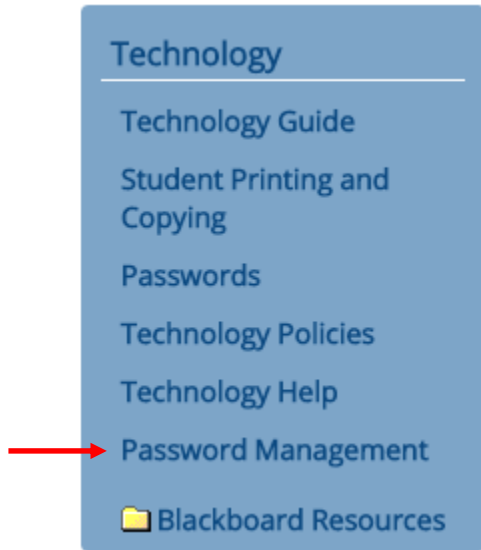 Technology
Technology Guide
Student Printing and
Copying
Passwords
Technology Policies
Technology Help
Password Management
Blackboard Resources